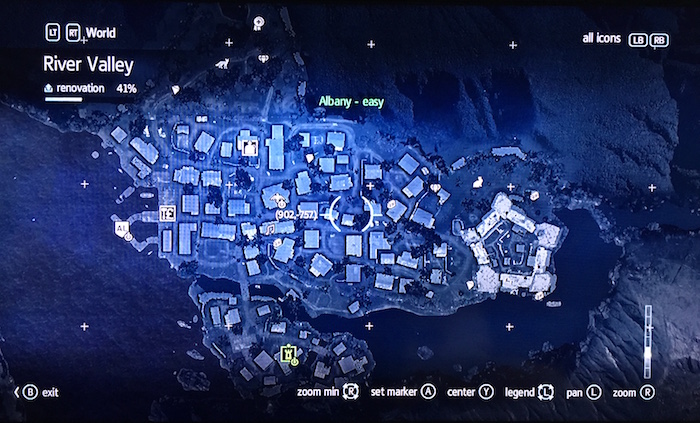 LT RT World
all icons LB RB
River Valley
renovation 41%
Albany - easy
(902, 757)
B exit
zoom min R set marker A center Y legend L pan L zoom R